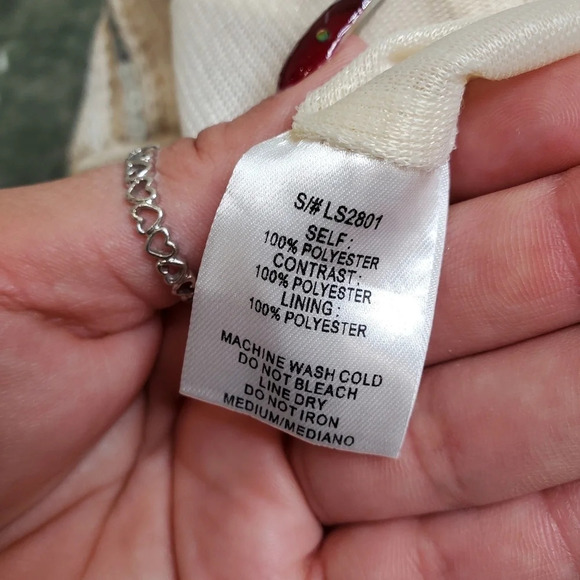 S/# LS2801
SELF:
100% POLYESTER
CONTRAST:
100% POLYESTER
LINING:
100% POLYESTER
MACHINE WASH COLD
DO NOT BLEACH
LINE DRY
DO NOT IRON
MEDIUM/MEDIANO